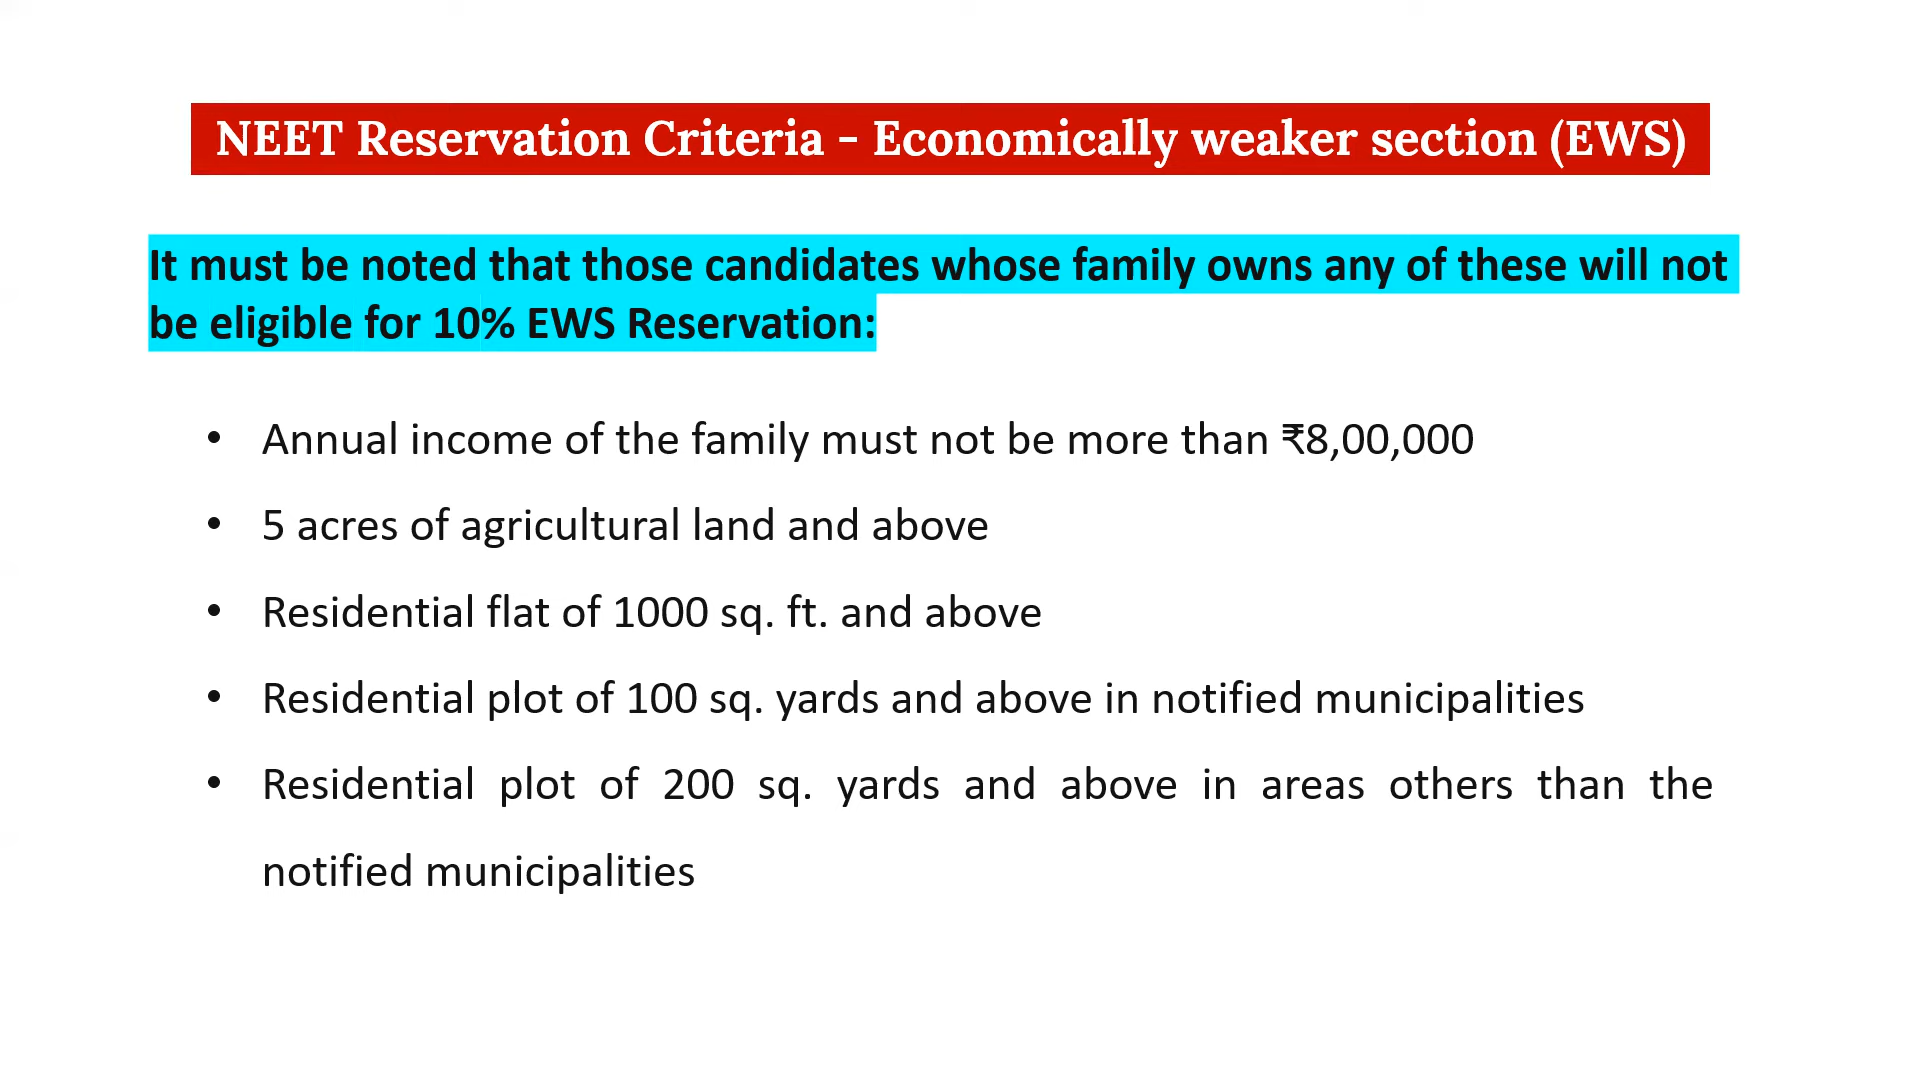 NEET Reservation Criteria - Economically weaker section (EWS)
It must be noted that those candidates whose family owns any of these will not
be eligible for 10% EWS Reservation:
• Annual income of the family must not be more than ₹8,00,000
• 5 acres of agricultural land and above
• Residential flat of 1000 sq. ft. and above
• Residential plot of 100 sq. yards and above in notified municipalities
• Residential plot of 200 sq. yards and above in areas others than the
notified municipalities